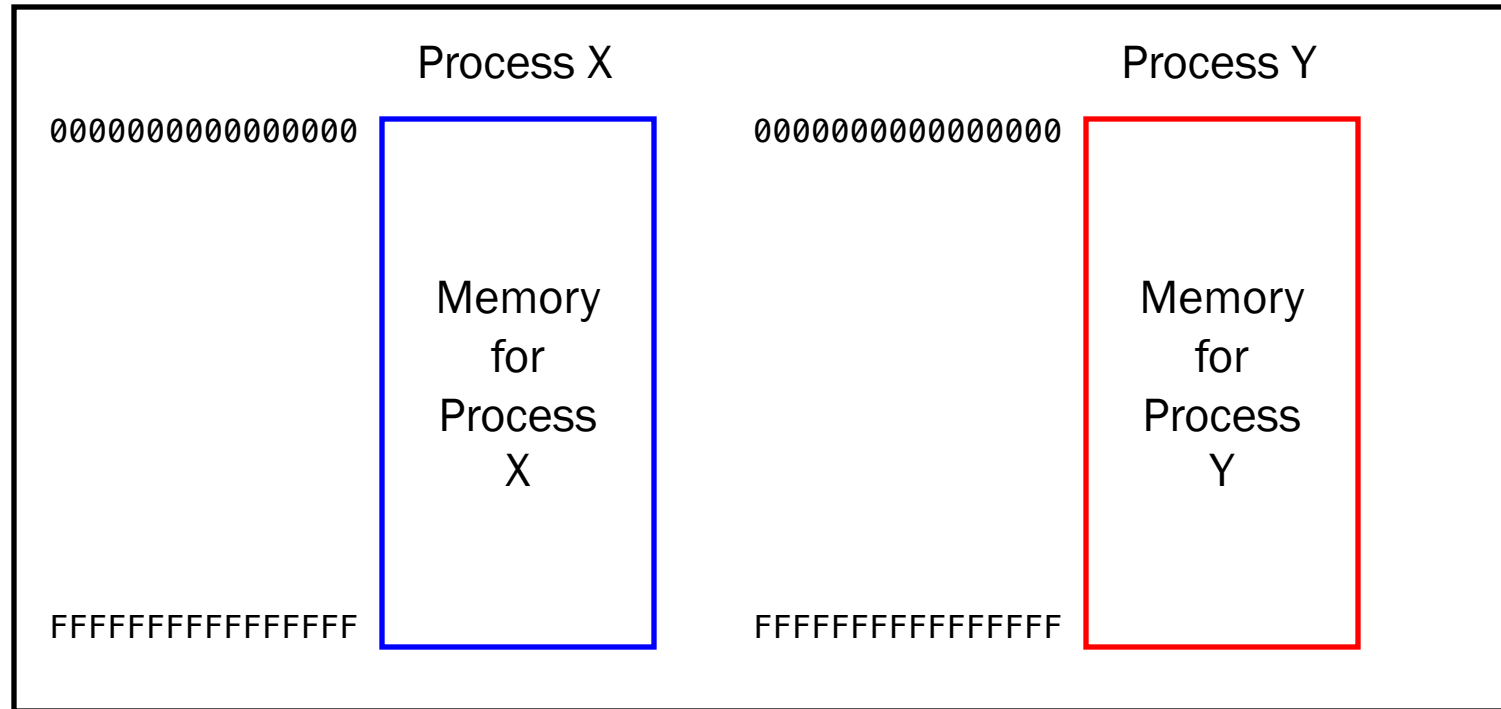 Process X
Process Y
0000000000000000
0000000000000000
Memory
for
Process
X
Memory
for
Process
Y
FFFFFFFFFFFFFFFF
FFFFFFFFFFFFFFFF